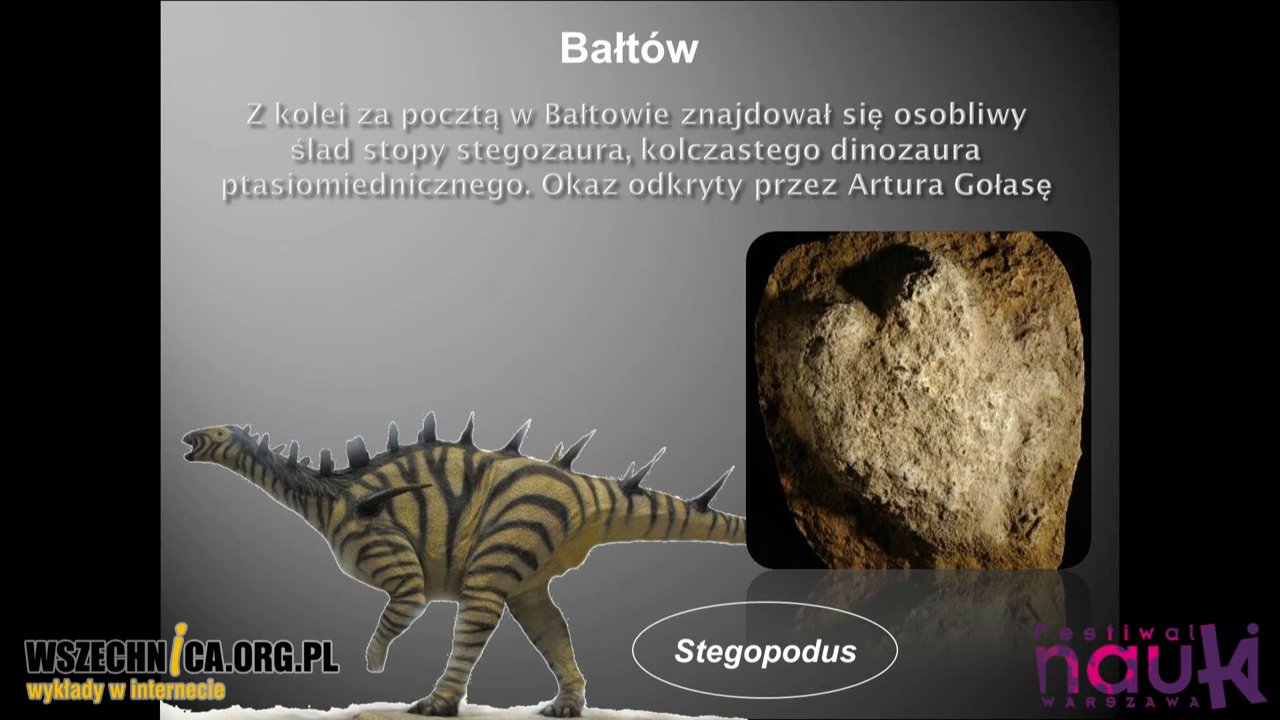 Bałtów
Z kolei za pocztą w Bałtowie znajdował się osobliwy
ślad stopy stegozaura, kolczastego dinozaura
ptasiomiednicznego. Okaz odkryty przez Artura Gołasę
Stegopodus
WSZECHNiCA.ORG.PL
wykłady w internecie
festiwal
nauki
WARSZAWA